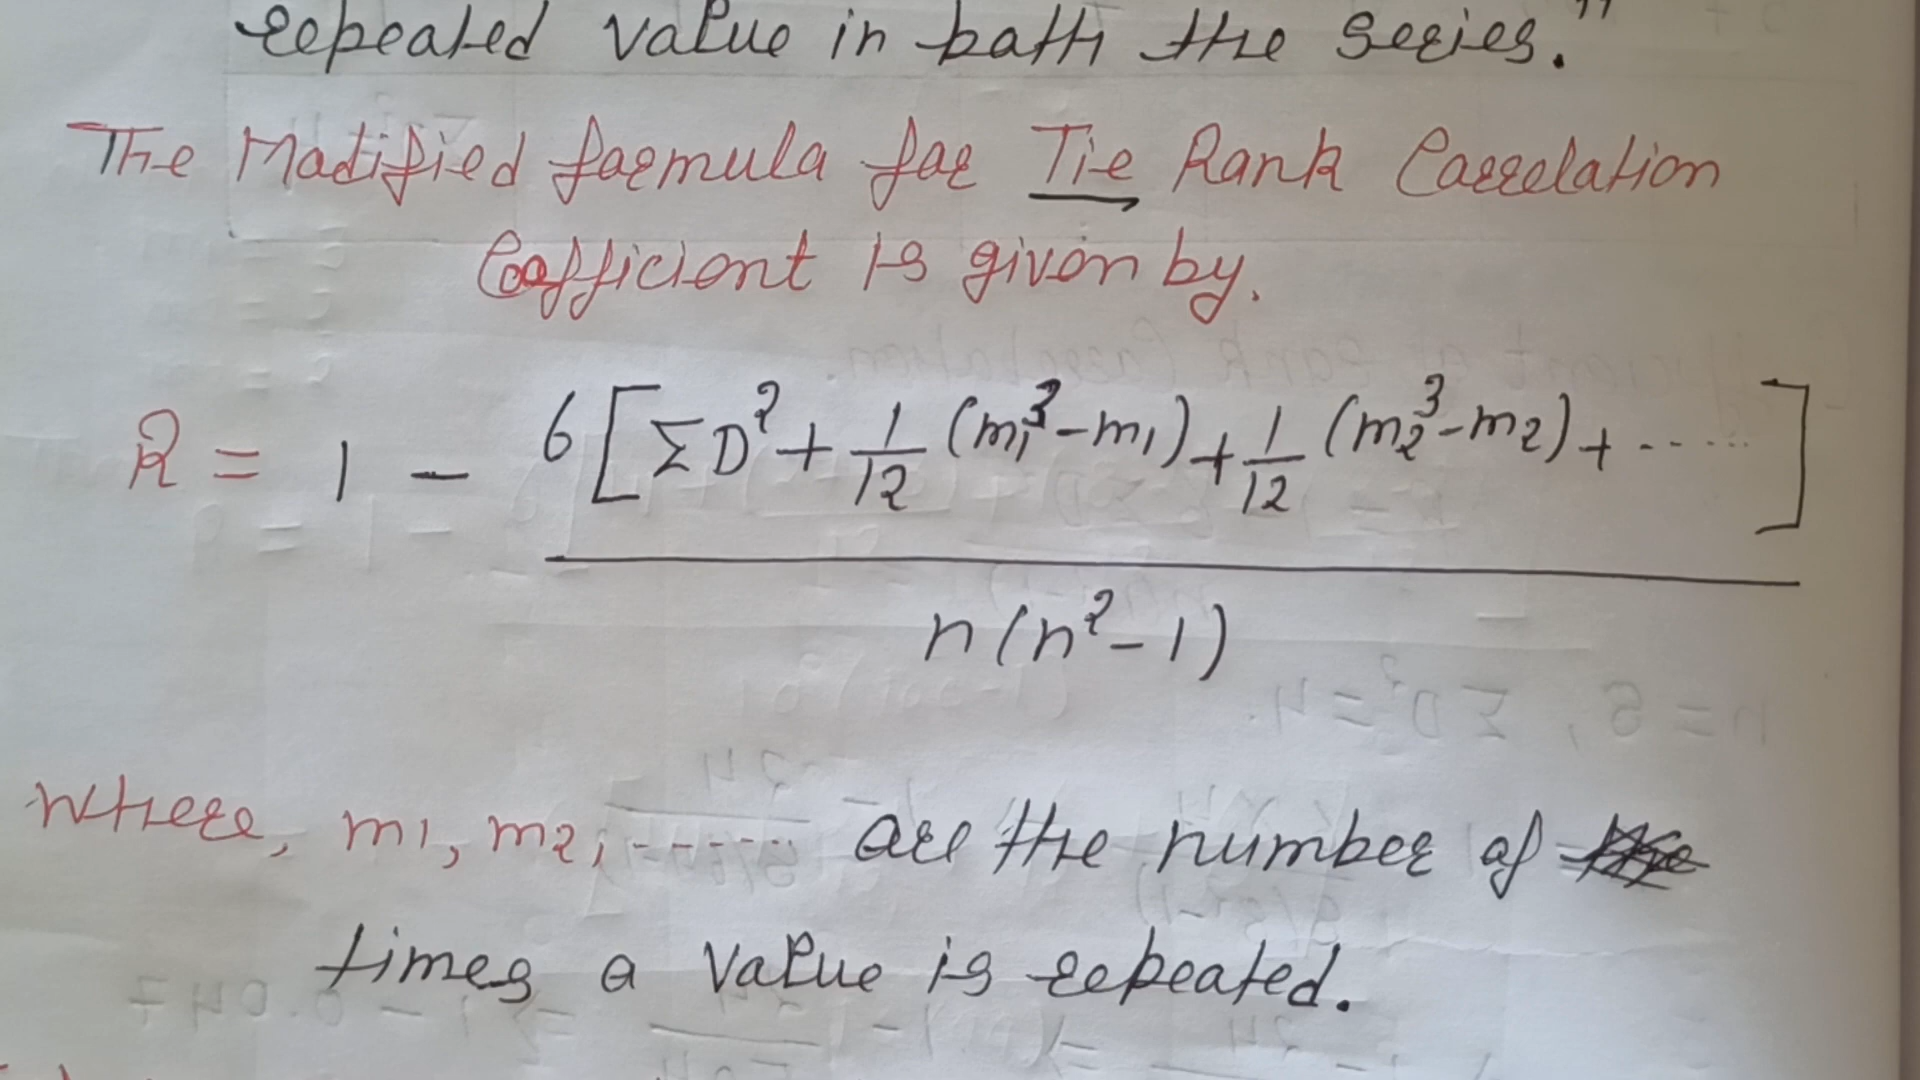 repeated value in both the series."
The Modified formula for Tie Rank Correlation
Coefficient is given by.
R = 1 - 6[ΣD² + 1/12 (m₁³-m₁) + 1/12 (m₂³-m₂) + ......] / n(n²-1)
where, m1, m2, ...... are the number of
times a value is repeated.